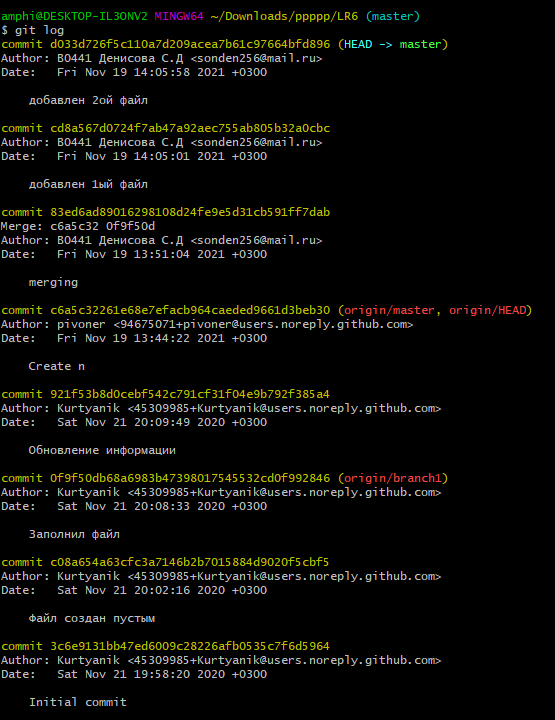 amphi@DESKTOP-IL3ONV2 MINGW64 ~/Downloads/ppppp/LR6 (master)
$ git log
commit d033d726f5c110a7d209acea7b61c97664bfd896 (HEAD -> master)
Author: В0441 Денисова С.Д <sonden256@mail.ru>
Date:   Fri Nov 19 14:05:58 2021 +0300

    добавлен 2ой файл

commit cd8a567d0724f7ab47a92aec755ab805b32a0cbc
Author: В0441 Денисова С.Д <sonden256@mail.ru>
Date:   Fri Nov 19 14:05:01 2021 +0300

    добавлен 1ый файл

commit 83ed6ad89016298108d24fe9e5d31cb591ff7dab
Merge: c6a5c32 0f9f50d
Author: В0441 Денисова С.Д <sonden256@mail.ru>
Date:   Fri Nov 19 13:51:04 2021 +0300

    merging

commit c6a5c32261e68e7efacb964caeded9661d3beb30 (origin/master, origin/HEAD)
Author: pivoner <94675071+pivoner@users.noreply.github.com>
Date:   Fri Nov 19 13:44:22 2021 +0300

    Create n

commit 921f53b8d0cebf542c791cf31f04e9b792f385a4
Author: Kurtyanik <45309985+Kurtyanik@users.noreply.github.com>
Date:   Sat Nov 21 20:09:49 2020 +0300

    Обновление информации

commit 0f9f50db68a6983b47398017545532cd0f992846 (origin/branch1)
Author: Kurtyanik <45309985+Kurtyanik@users.noreply.github.com>
Date:   Sat Nov 21 20:08:33 2020 +0300

    Заполнил файл

commit c08a654a63cfc3a7146b2b7015884d9020f5cbf5
Author: Kurtyanik <45309985+Kurtyanik@users.noreply.github.com>
Date:   Sat Nov 21 20:02:16 2020 +0300

    Файл создан пустым

commit 3c6e9131bb47ed6009c28226afb0535c7f6d5964
Author: Kurtyanik <45309985+Kurtyanik@users.noreply.github.com>
Date:   Sat Nov 21 19:58:20 2020 +0300

    Initial commit